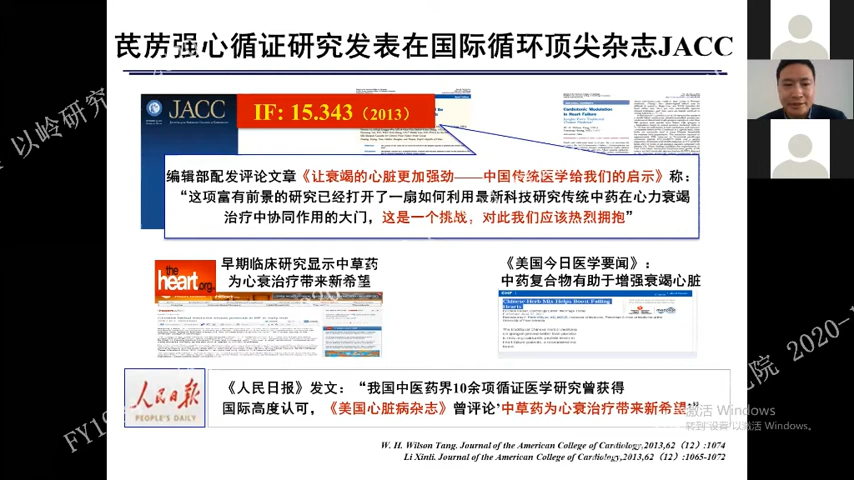 芪苈强心循证研究发表在国际循环顶尖杂志JACC
JACC
IF: 15.343（2013）
Cardiotonic Modulation
in Heart Failure
编辑部配发评论文章《让衰竭的心脏更加强劲——中国传统医学给我们的启示》称：
“这项富有前景的研究已经打开了一扇如何利用最新科技研究传统中药在心力衰竭
治疗中协同作用的大门，这是一个挑战，对此我们应该热烈拥抱”
the
heart.org
早期临床研究显示中草药
为心衰治疗带来新希望
《美国今日医学要闻》：
中药复合物有助于增强衰竭心脏
Chinese Herb Mix Helps Boost Failing
Hearts
人民日报
PEOPLE'S DAILY
《人民日报》发文：“我国中医药界10余项循证医学研究曾获得
国际高度认可，《美国心脏病杂志》曾评论‘中草药为心衰治疗带来新希望’”
激活 Windows
转到"设置"以激活 Windows。
W. H. Wilson Tang. Journal of the American College of Cardiology,2013,62（12）:1074
Li Xinli. Journal of the American College of Cardiology,2013,62（12）:1065-1072
以岭研究
院 2020-1
FY19